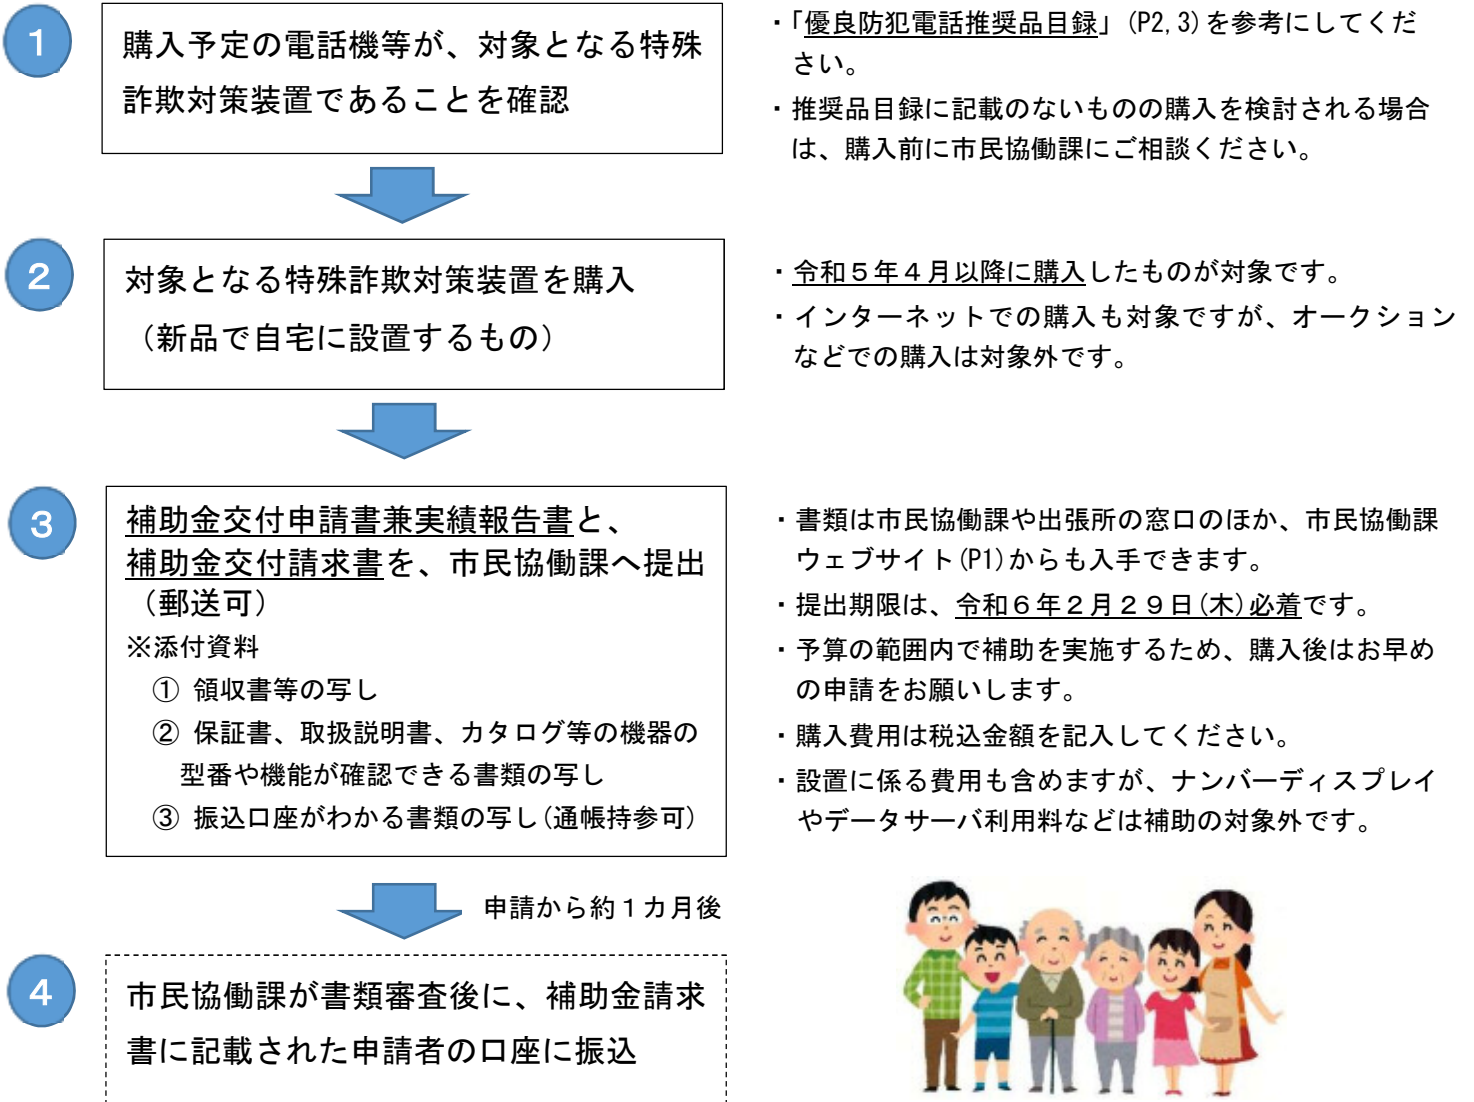 1
購入予定の電話機等が、対象となる特殊
詐欺対策装置であることを確認
・「優良防犯電話推奨品目録」(P2,3)を参考にしてくだ
さい。
・推奨品目録に記載のないものの購入を検討される場合
は、購入前に市民協働課にご相談ください。
2
対象となる特殊詐欺対策装置を購入
（新品で自宅に設置するもの）
・令和５年４月以降に購入したものが対象です。
・インターネットでの購入も対象ですが、オークション
などでの購入は対象外です。
3
補助金交付申請書兼実績報告書と、
補助金交付請求書を、市民協働課へ提出
（郵送可）
※添付資料
① 領収書等の写し
② 保証書、取扱説明書、カタログ等の機器の
型番や機能が確認できる書類の写し
③ 振込口座がわかる書類の写し(通帳持参可)
・書類は市民協働課や出張所の窓口のほか、市民協働課
ウェブサイト(P1)からも入手できます。
・提出期限は、令和６年２月２９日(木)必着です。
・予算の範囲内で補助を実施するため、購入後はお早め
の申請をお願いします。
・購入費用は税込金額を記入してください。
・設置に係る費用も含めますが、ナンバーディスプレイ
やデータサーバ利用料などは補助の対象外です。
申請から約１カ月後
4
市民協働課が書類審査後に、補助金請求
書に記載された申請者の口座に振込